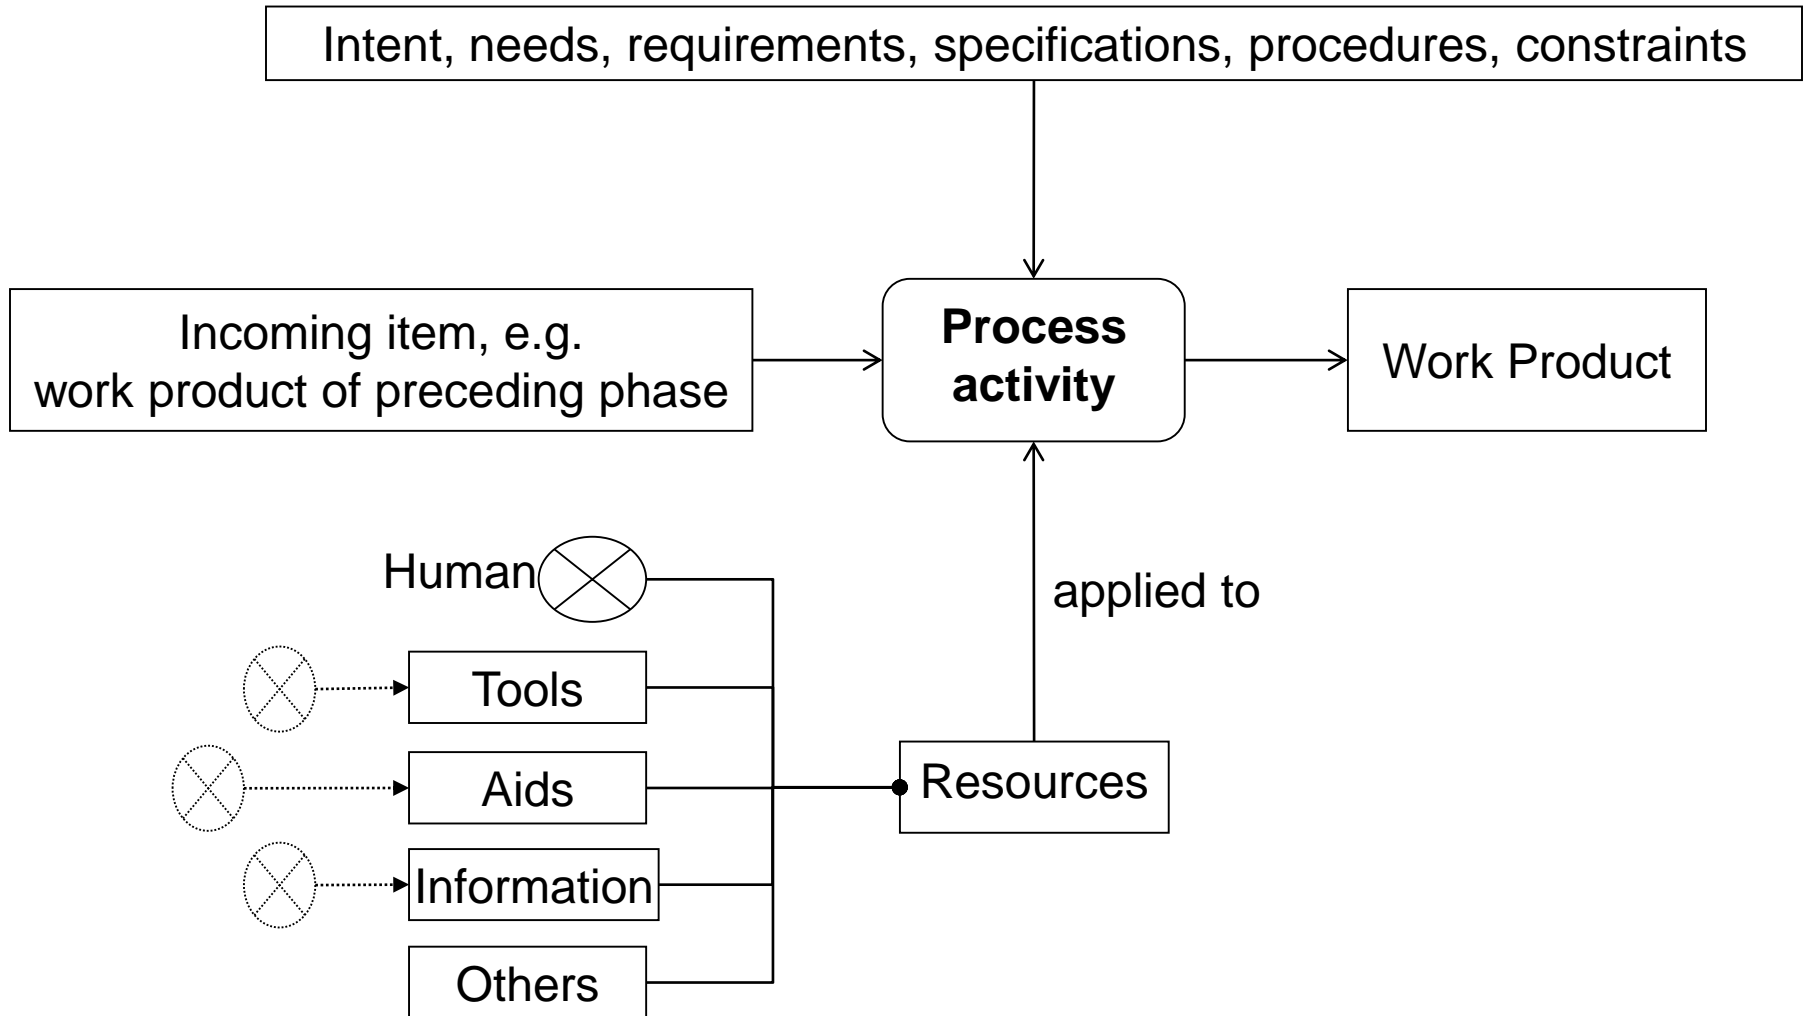 Intent, needs, requirements, specifications, procedures, constraints
Incoming item, e.g.
work product of preceding phase
Process
activity
Work Product
Human
applied to
Tools
Resources
Aids
Information
Others